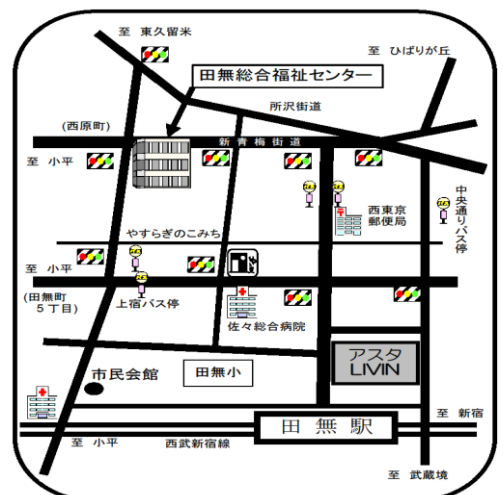 至 東久留米
至 ひばりが丘
田無総合福祉センター
所沢街道
(西原町)
新青梅街道
至 小平
西東京
郵便局
中央通りバス停
やすらぎのこみち
至 小平
(田無町
5丁目)
上宿バス停
佐々総合病院
アスタ
LIVIN
田無小
市民会館
田無駅
至 新宿
至 小平
西武新宿線
至 武蔵境